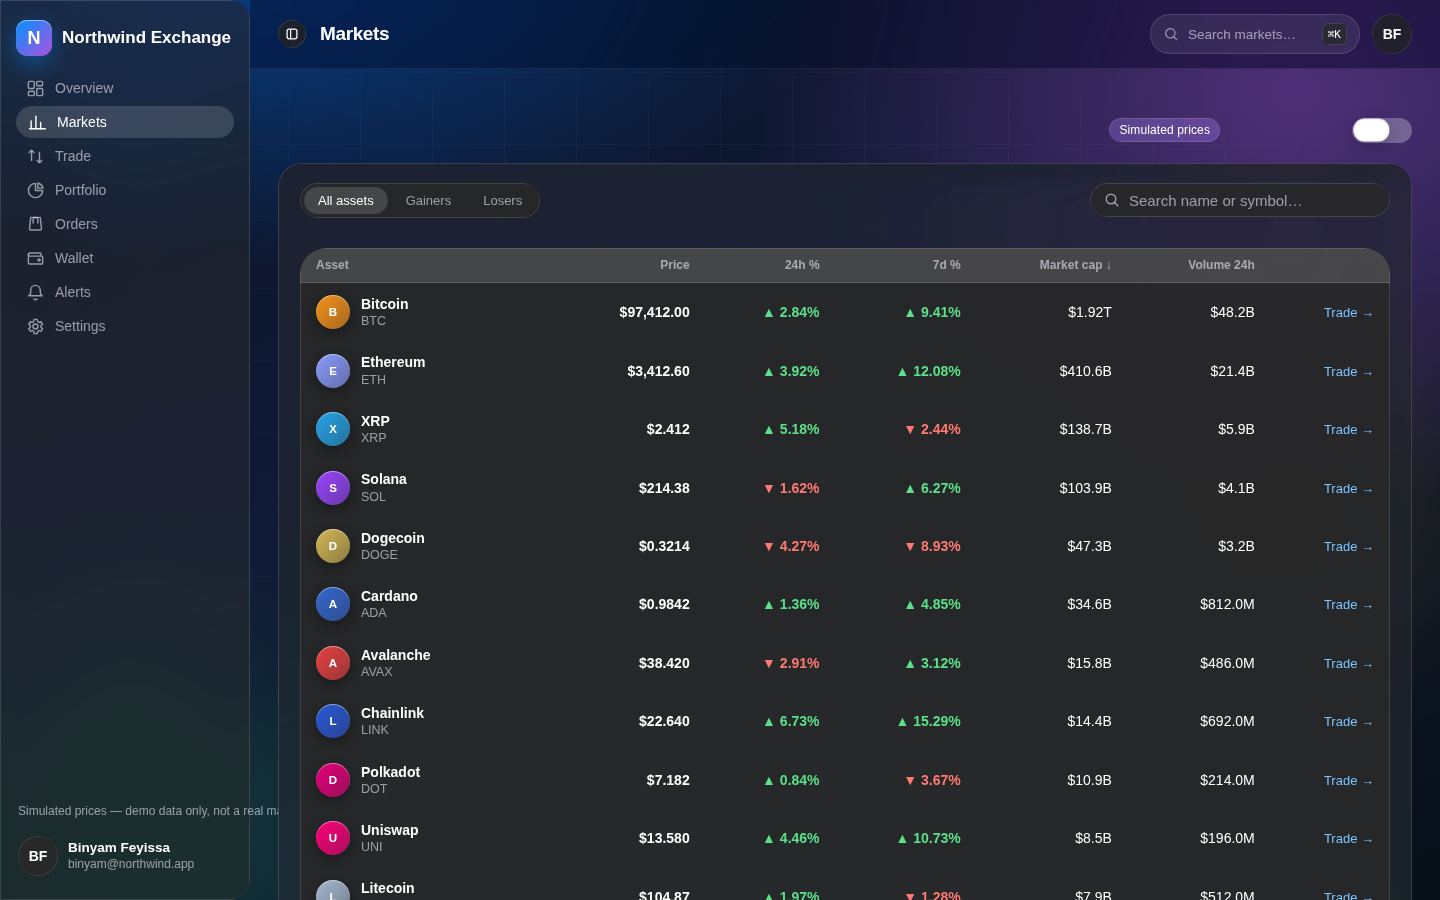 N Northwind Exchange
Overview
Markets
Trade
Portfolio
Orders
Wallet
Alerts
Settings
Simulated prices — demo data only, not a real ma
BF
Binyam Feyissa
binyam@northwind.app
Markets
Search markets… ⌘K
BF
Simulated prices
All assets Gainers Losers
Search name or symbol…
Asset Price 24h % 7d % Market cap ↓ Volume 24h
B Bitcoin BTC $97,412.00 ▲ 2.84% ▲ 9.41% $1.92T $48.2B Trade →
E Ethereum ETH $3,412.60 ▲ 3.92% ▲ 12.08% $410.6B $21.4B Trade →
X XRP XRP $2.412 ▲ 5.18% ▼ 2.44% $138.7B $5.9B Trade →
S Solana SOL $214.38 ▼ 1.62% ▲ 6.27% $103.9B $4.1B Trade →
D Dogecoin DOGE $0.3214 ▼ 4.27% ▼ 8.93% $47.3B $3.2B Trade →
A Cardano ADA $0.9842 ▲ 1.36% ▲ 4.85% $34.6B $812.0M Trade →
A Avalanche AVAX $38.420 ▼ 2.91% ▲ 3.12% $15.8B $486.0M Trade →
L Chainlink LINK $22.640 ▲ 6.73% ▲ 15.29% $14.4B $692.0M Trade →
D Polkadot DOT $7.182 ▲ 0.84% ▼ 3.67% $10.9B $214.0M Trade →
U Uniswap UNI $13.580 ▲ 4.46% ▲ 10.73% $8.5B $196.0M Trade →
L Litecoin $104.87 ▲ 1.97% ▼ 1.28% $7.9B $512.0M Trade →